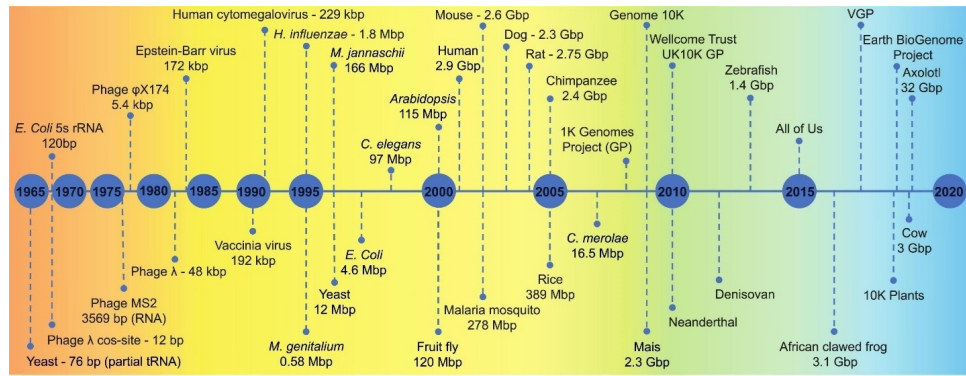 Human cytomegalovirus - 229 kbp
H. influenzae - 1.8 Mbp
M. jannaschii
166 Mbp
Epstein-Barr virus
172 kbp
Phage φX174
5.4 kbp
E. Coli 5s rRNA
120bp
Mouse - 2.6 Gbp
Dog - 2.3 Gbp
Rat - 2.75 Gbp
Human
2.9 Gbp
Chimpanzee
2.4 Gbp
Arabidopsis
115 Mbp
C. elegans
97 Mbp
1K Genomes
Project (GP)
Genome 10K
Wellcome Trust
UK10K GP
Zebrafish
1.4 Gbp
All of Us
VGP
Earth BioGenome
Project
Axolotl
32 Gbp
1965
1970
1975
1980
1985
1990
1995
2000
2005
2010
2015
2020
Vaccinia virus
192 kbp
Phage λ - 48 kbp
Phage MS2
3569 bp (RNA)
Phage λ cos-site - 12 bp
Yeast - 76 bp (partial tRNA)
E. Coli
4.6 Mbp
Yeast
12 Mbp
M. genitalium
0.58 Mbp
Fruit fly
120 Mbp
Malaria mosquito
278 Mbp
Rice
389 Mbp
C. merolae
16.5 Mbp
Mais
2.3 Gbp
Neanderthal
Denisovan
African clawed frog
3.1 Gbp
10K Plants
Cow
3 Gbp